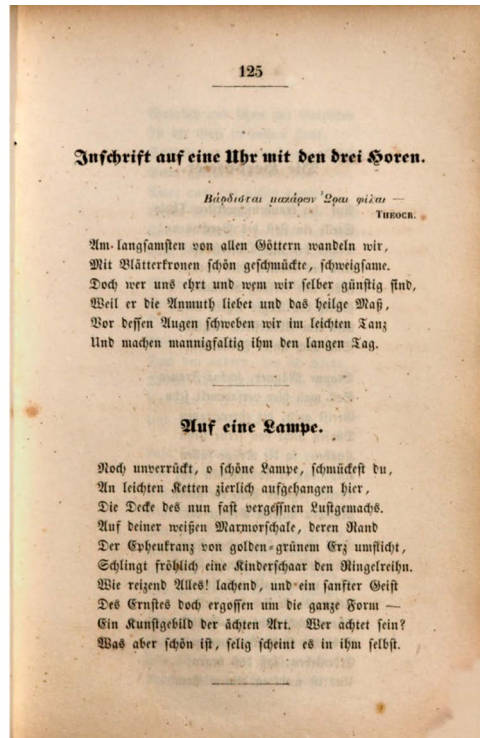 125
Inschrift auf eine Uhr mit den drei Horen.
Βάρδισται μακάρων Ὧραι φίλαι —
THEOCR.
Am langsamsten von allen Göttern wandeln wir,
Mit Blätterkronen schön geschmückte, schweigsame.
Doch wer uns ehrt und wem wir selber günstig sind,
Weil er die Anmuth liebet und das heilge Maß,
Vor dessen Augen schweben wir im leichten Tanz
Und machen mannigfaltig ihm den langen Tag.
Auf eine Lampe.
Noch unverrückt, o schöne Lampe, schmückest du,
An leichten Ketten zierlich aufgehangen hier,
Die Decke des nun fast vergeßnen Lustgemachs.
Auf deiner weißen Marmorschale, deren Rand
Der Epheukranz von golden-grünem Erz umflicht,
Schlingt fröhlich eine Kinderschaar den Ringelreihn.
Wie reizend Alles! lachend, und ein sanfter Geist
Des Ernstes doch ergossen um die ganze Form —
Ein Kunstgebild der ächten Art. Wer achtet sein?
Was aber schön ist, selig scheint es in ihm selbst.